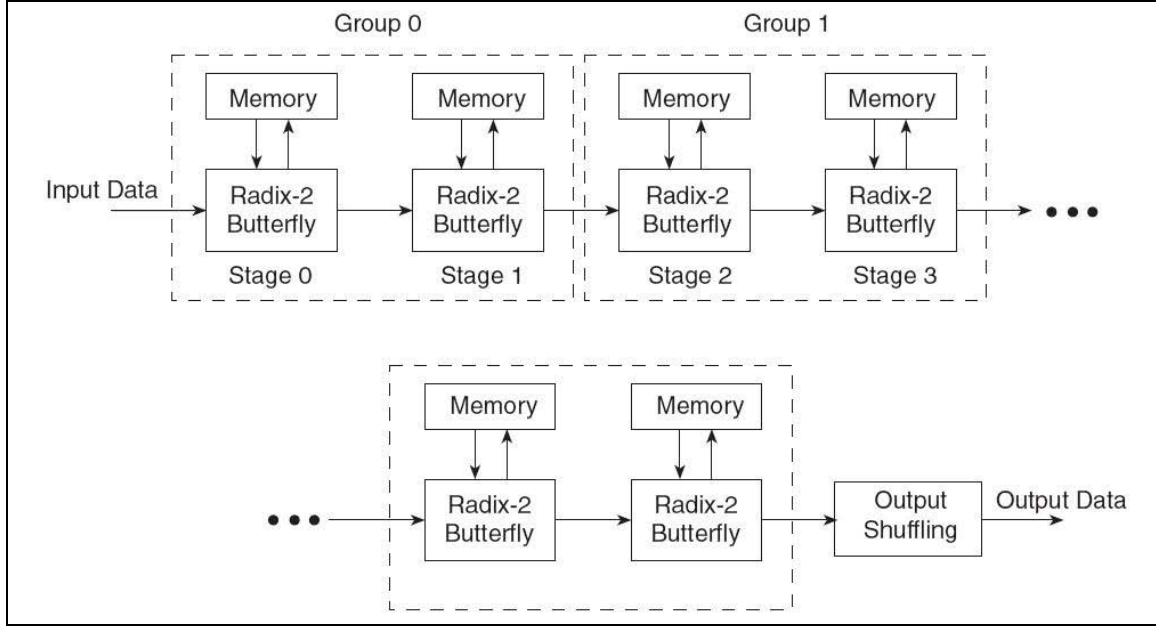 Group 0
Group 1
Memory
Memory
Memory
Memory
Input Data
Radix-2
Butterfly
Radix-2
Butterfly
Radix-2
Butterfly
Radix-2
Butterfly
Stage 0
Stage 1
Stage 2
Stage 3
Memory
Memory
Radix-2
Butterfly
Radix-2
Butterfly
Output
Shuffling
Output Data